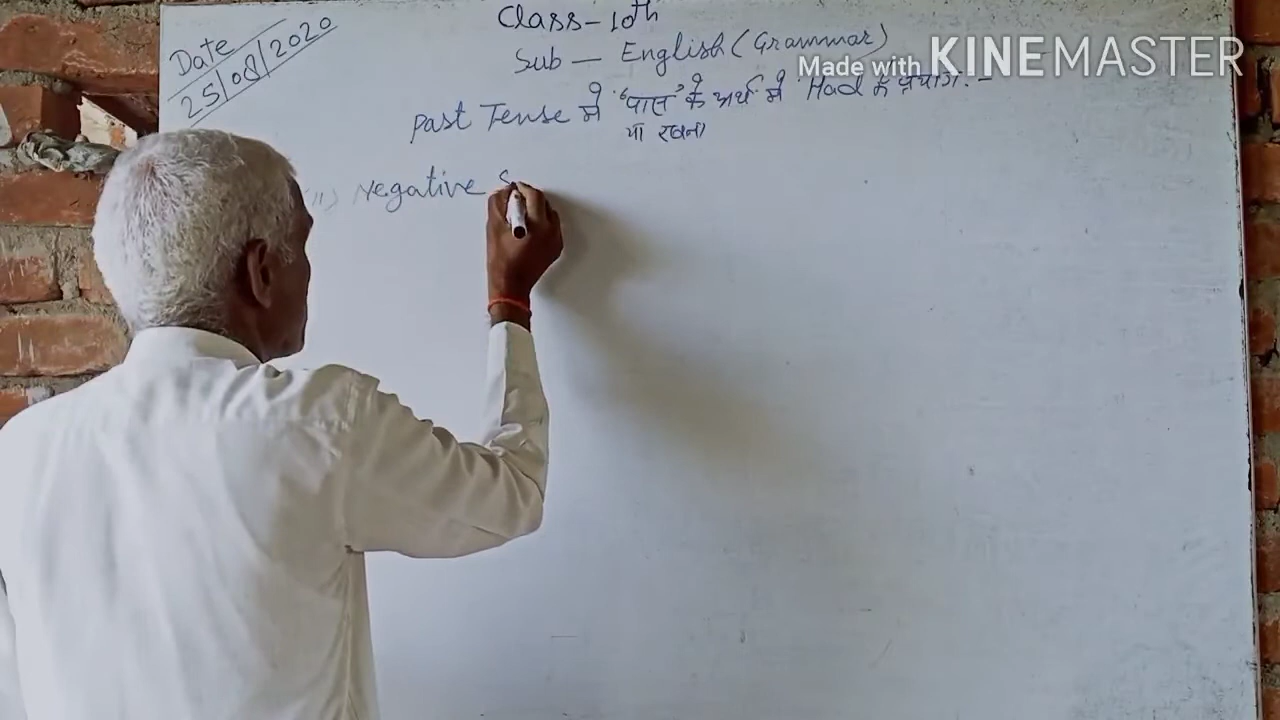 Date
25/08/2020
Class - 10th
Sub - English (Grammar)
Made with KINEMASTER
Past Tense में "पास" के अर्थ में 'Had' का प्रयोग :-
या रखना
(ii) Negative S